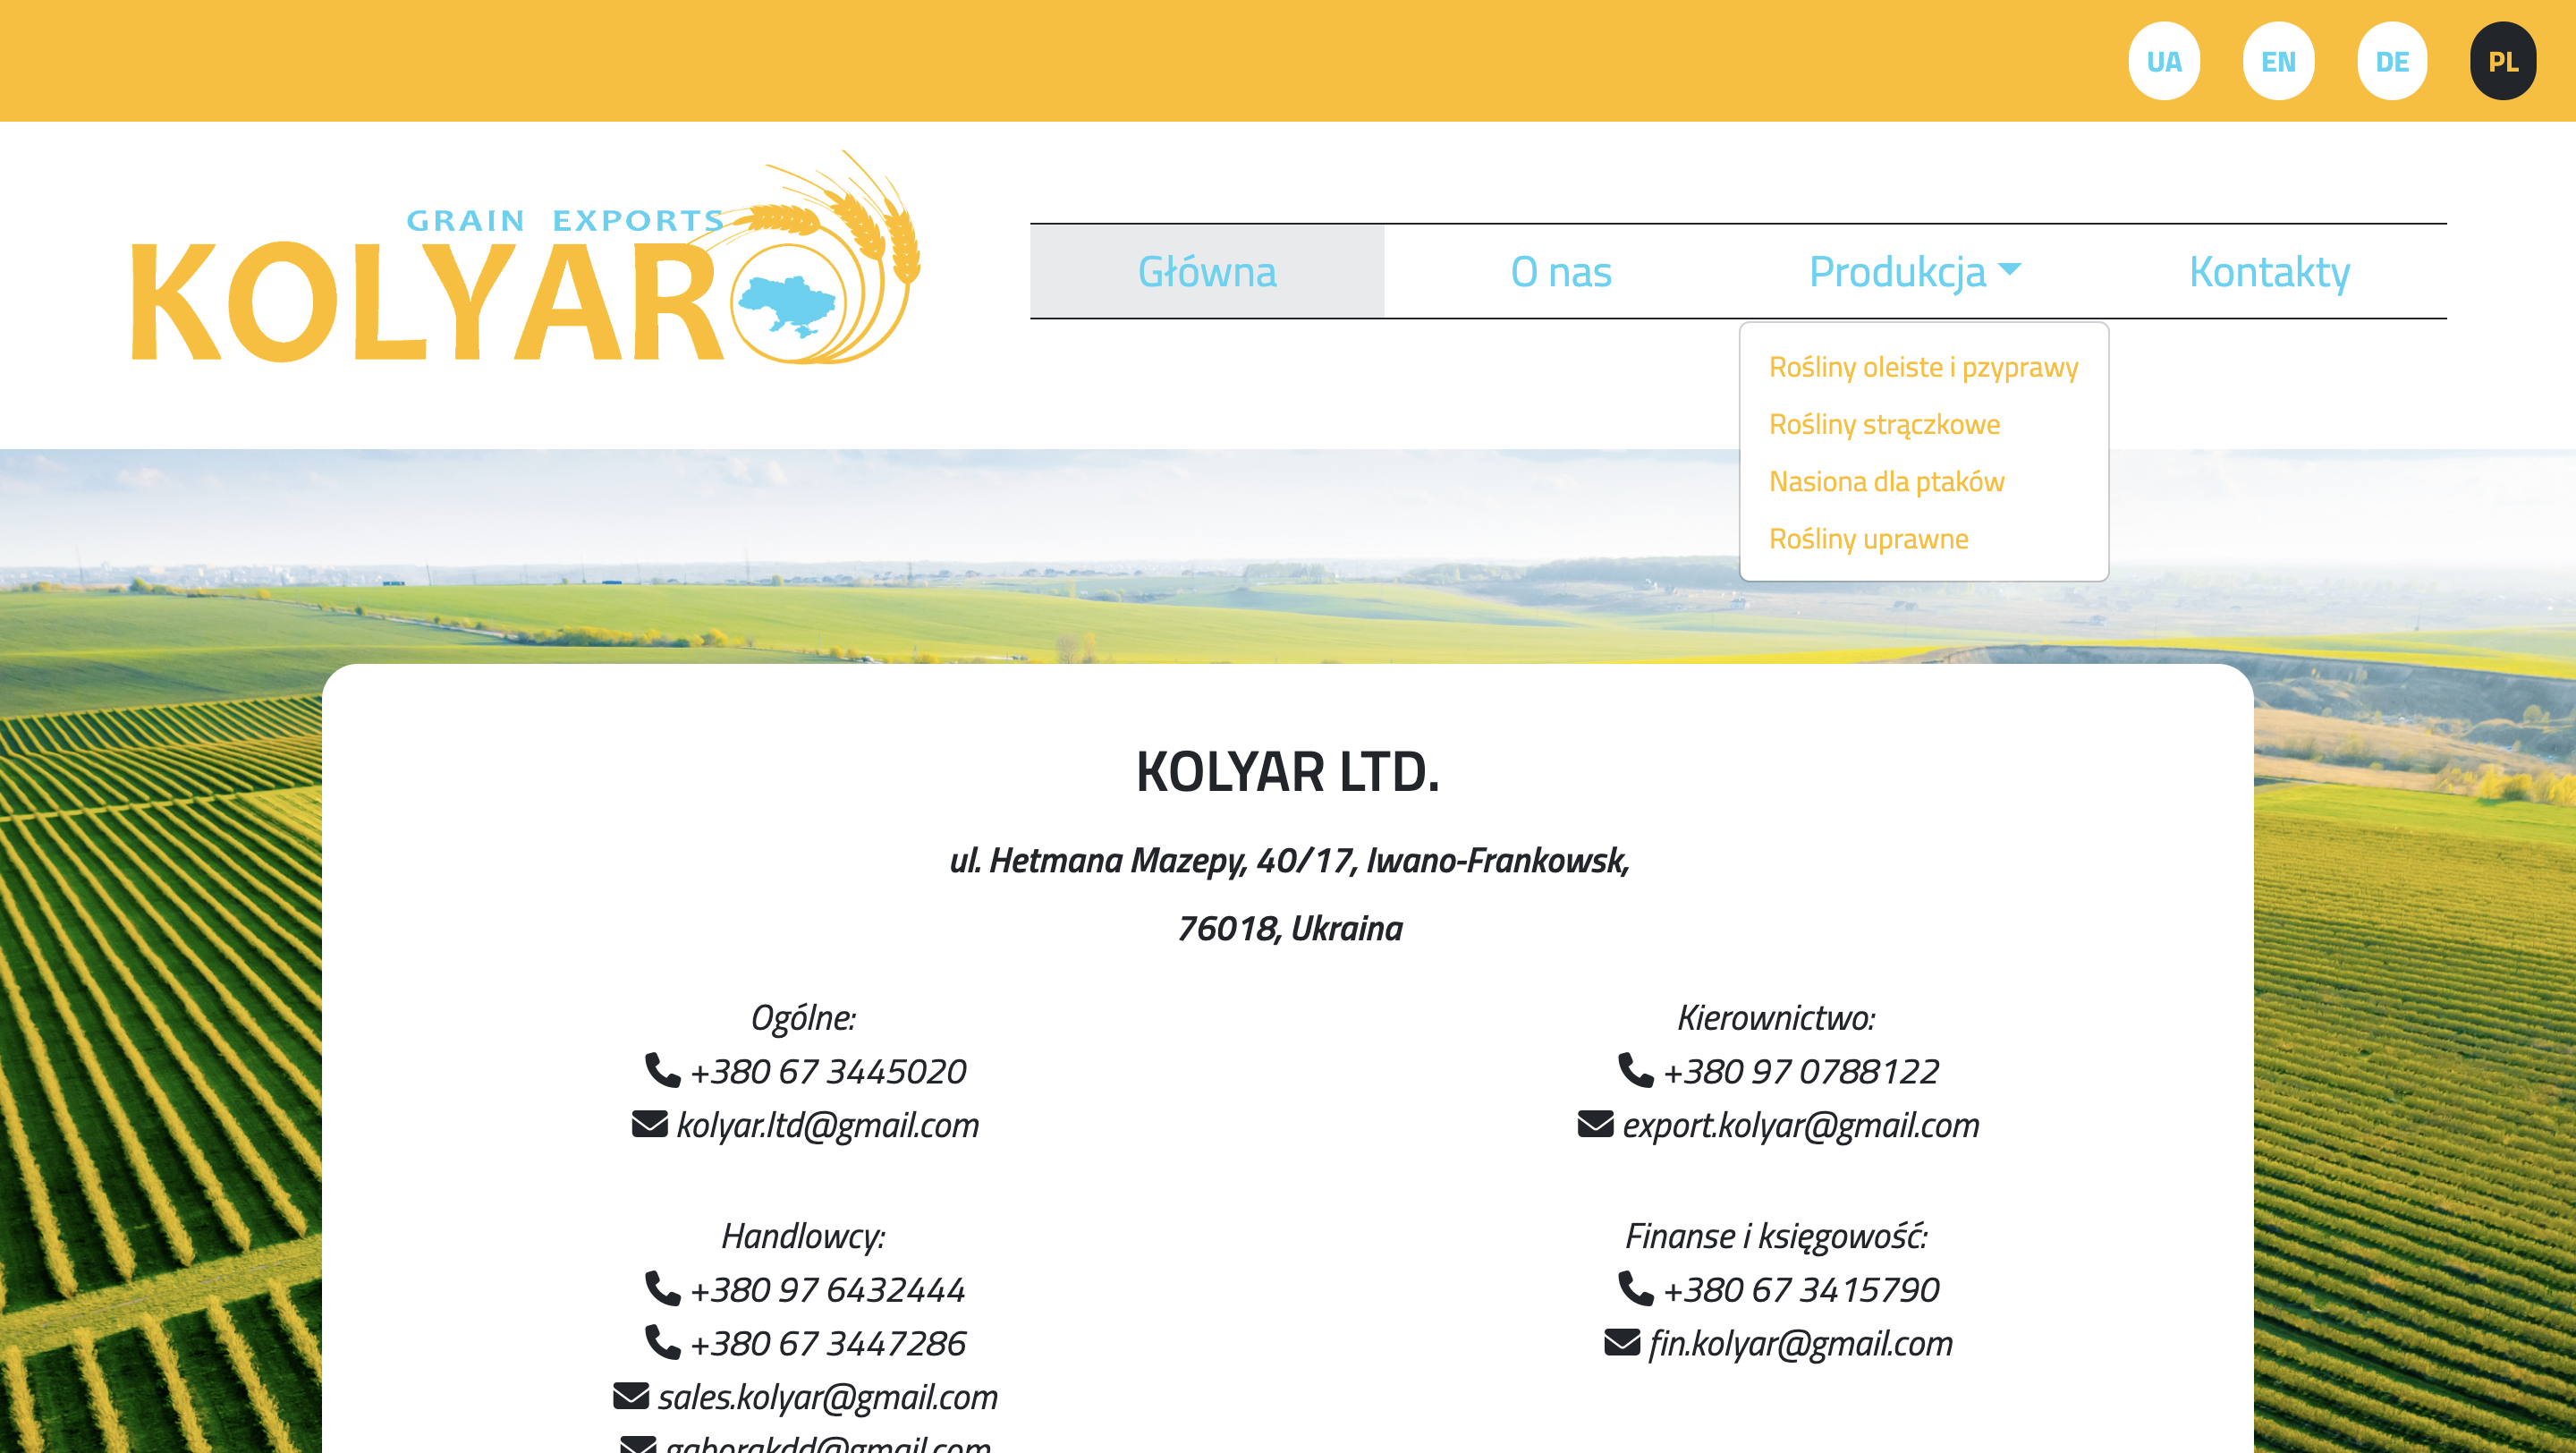 UA EN DE PL
GRAIN EXPORTS
KOLYAR
Główna O nas Produkcja Kontakty
Rośliny oleiste i pzyprawy
Rośliny strączkowe
Nasiona dla ptaków
Rośliny uprawne
KOLYAR LTD.
ul. Hetmana Mazepy, 40/17, Iwano-Frankowsk,
76018, Ukraina
Ogólne:
+380 67 3445020
kolyar.ltd@gmail.com
Handlowcy:
+380 97 6432444
+380 67 3447286
sales.kolyar@gmail.com
gaborakdd@gmail.com
Kierownictwo:
+380 97 0788122
export.kolyar@gmail.com
Finanse i księgowość:
+380 67 3415790
fin.kolyar@gmail.com